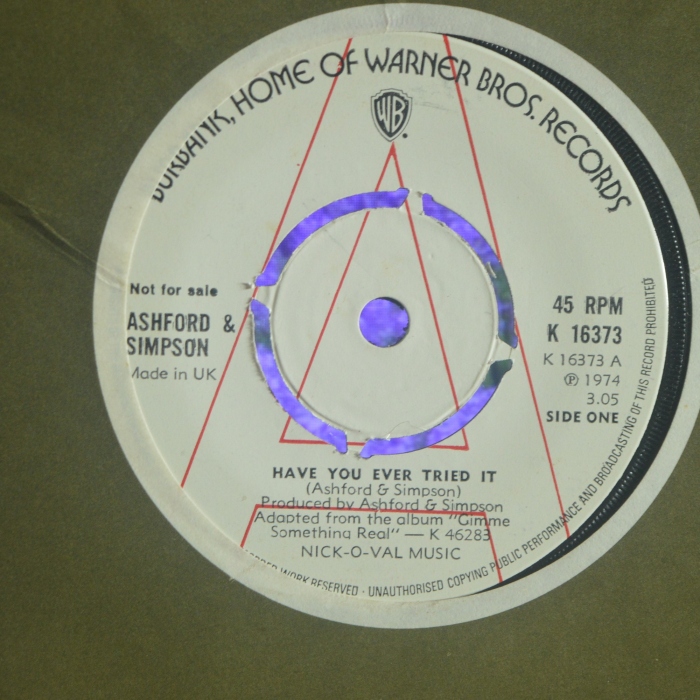 BURBANK, HOME OF WARNER BROS. RECORDS
WB
Not for sale
ASHFORD &
SIMPSON
Made in UK
45 RPM
K 16373
K 16373 A
Ⓟ 1974
3.05
SIDE ONE
HAVE YOU EVER TRIED IT
(Ashford & Simpson)
Produced by Ashford & Simpson
Adapted from the album "Gimme
Something Real" — K 46283
NICK-O-VAL MUSIC
WORK RESERVED · UNAUTHORISED COPYING PUBLIC PERFORMANCE AND BROADCASTING OF THIS RECORD PROHIBITED